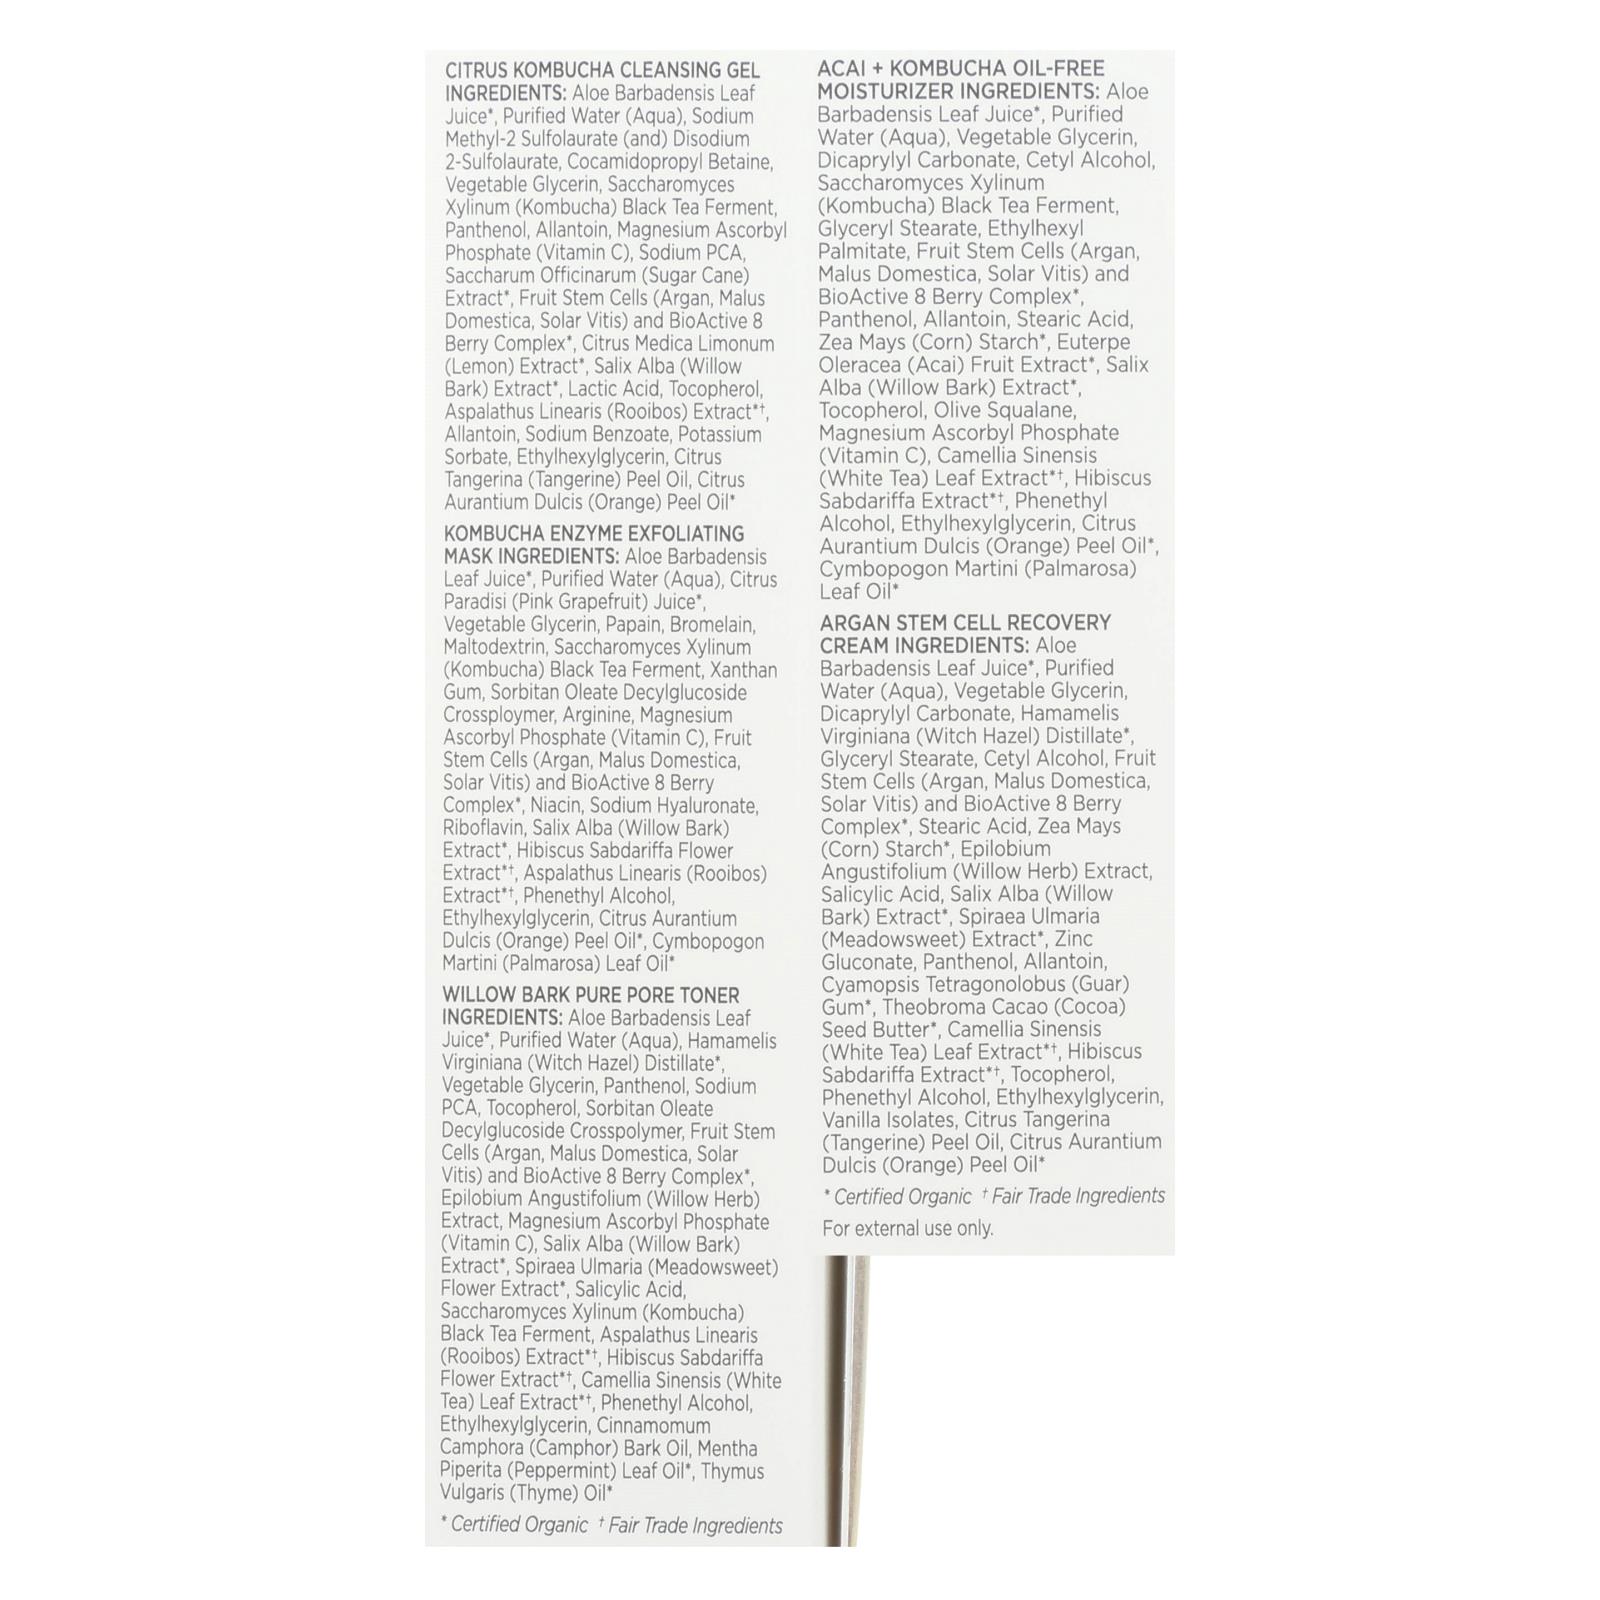 CITRUS KOMBUCHA CLEANSING GEL
INGREDIENTS: Aloe Barbadensis Leaf
Juice*, Purified Water (Aqua), Sodium
Methyl-2 Sulfolaurate (and) Disodium
2-Sulfolaurate, Cocamidopropyl Betaine,
Vegetable Glycerin, Saccharomyces
Xylinum (Kombucha) Black Tea Ferment,
Panthenol, Allantoin, Magnesium Ascorbyl
Phosphate (Vitamin C), Sodium PCA,
Saccharum Officinarum (Sugar Cane)
Extract*, Fruit Stem Cells (Argan, Malus
Domestica, Solar Vitis) and BioActive 8
Berry Complex*, Citrus Medica Limonum
(Lemon) Extract*, Salix Alba (Willow
Bark) Extract*, Lactic Acid, Tocopherol,
Aspalathus Linearis (Rooibos) Extract*†,
Allantoin, Sodium Benzoate, Potassium
Sorbate, Ethylhexylglycerin, Citrus
Tangerina (Tangerine) Peel Oil, Citrus
Aurantium Dulcis (Orange) Peel Oil*
KOMBUCHA ENZYME EXFOLIATING
MASK INGREDIENTS: Aloe Barbadensis
Leaf Juice*, Purified Water (Aqua), Citrus
Paradisi (Pink Grapefruit) Juice*,
Vegetable Glycerin, Papain, Bromelain,
Maltodextrin, Saccharomyces Xylinum
(Kombucha) Black Tea Ferment, Xanthan
Gum, Sorbitan Oleate Decylglucoside
Crossploymer, Arginine, Magnesium
Ascorbyl Phosphate (Vitamin C), Fruit
Stem Cells (Argan, Malus Domestica,
Solar Vitis) and BioActive 8 Berry
Complex*, Niacin, Sodium Hyaluronate,
Riboflavin, Salix Alba (Willow Bark)
Extract*, Hibiscus Sabdariffa Flower
Extract*†, Aspalathus Linearis (Rooibos)
Extract*†, Phenethyl Alcohol,
Ethylhexylglycerin, Citrus Aurantium
Dulcis (Orange) Peel Oil*, Cymbopogon
Martini (Palmarosa) Leaf Oil*
WILLOW BARK PURE PORE TONER
INGREDIENTS: Aloe Barbadensis Leaf
Juice*, Purified Water (Aqua), Hamamelis
Virginiana (Witch Hazel) Distillate*,
Vegetable Glycerin, Panthenol, Sodium
PCA, Tocopherol, Sorbitan Oleate
Decylglucoside Crosspolymer, Fruit Stem
Cells (Argan, Malus Domestica, Solar
Vitis) and BioActive 8 Berry Complex*,
Epilobium Angustifolium (Willow Herb)
Extract, Magnesium Ascorbyl Phosphate
(Vitamin C), Salix Alba (Willow Bark)
Extract*, Spiraea Ulmaria (Meadowsweet)
Flower Extract*, Salicylic Acid,
Saccharomyces Xylinum (Kombucha)
Black Tea Ferment, Aspalathus Linearis
(Rooibos) Extract*†, Hibiscus Sabdariffa
Flower Extract*†, Camellia Sinensis (White
Tea) Leaf Extract*†, Phenethyl Alcohol,
Ethylhexylglycerin, Cinnamomum
Camphora (Camphor) Bark Oil, Mentha
Piperita (Peppermint) Leaf Oil*, Thymus
Vulgaris (Thyme) Oil*
* Certified Organic † Fair Trade Ingredients
ACAI + KOMBUCHA OIL-FREE
MOISTURIZER INGREDIENTS: Aloe
Barbadensis Leaf Juice*, Purified
Water (Aqua), Vegetable Glycerin,
Dicaprylyl Carbonate, Cetyl Alcohol,
Saccharomyces Xylinum
(Kombucha) Black Tea Ferment,
Glyceryl Stearate, Ethylhexyl
Palmitate, Fruit Stem Cells (Argan,
Malus Domestica, Solar Vitis) and
BioActive 8 Berry Complex*,
Panthenol, Allantoin, Stearic Acid,
Zea Mays (Corn) Starch*, Euterpe
Oleracea (Acai) Fruit Extract*, Salix
Alba (Willow Bark) Extract*,
Tocopherol, Olive Squalane,
Magnesium Ascorbyl Phosphate
(Vitamin C), Camellia Sinensis
(White Tea) Leaf Extract*†, Hibiscus
Sabdariffa Extract*†, Phenethyl
Alcohol, Ethylhexylglycerin, Citrus
Aurantium Dulcis (Orange) Peel Oil*,
Cymbopogon Martini (Palmarosa)
Leaf Oil*
ARGAN STEM CELL RECOVERY
CREAM INGREDIENTS: Aloe
Barbadensis Leaf Juice*, Purified
Water (Aqua), Vegetable Glycerin,
Dicaprylyl Carbonate, Hamamelis
Virginiana (Witch Hazel) Distillate*,
Glyceryl Stearate, Cetyl Alcohol, Fruit
Stem Cells (Argan, Malus Domestica,
Solar Vitis) and BioActive 8 Berry
Complex*, Stearic Acid, Zea Mays
(Corn) Starch*, Epilobium
Angustifolium (Willow Herb) Extract,
Salicylic Acid, Salix Alba (Willow
Bark) Extract*, Spiraea Ulmaria
(Meadowsweet) Extract*, Zinc
Gluconate, Panthenol, Allantoin,
Cyamopsis Tetragonolobus (Guar)
Gum*, Theobroma Cacao (Cocoa)
Seed Butter*, Camellia Sinensis
(White Tea) Leaf Extract*†, Hibiscus
Sabdariffa Extract*†, Tocopherol,
Phenethyl Alcohol, Ethylhexylglycerin,
Vanilla Isolates, Citrus Tangerina
(Tangerine) Peel Oil, Citrus Aurantium
Dulcis (Orange) Peel Oil*
* Certified Organic † Fair Trade Ingredients
For external use only.